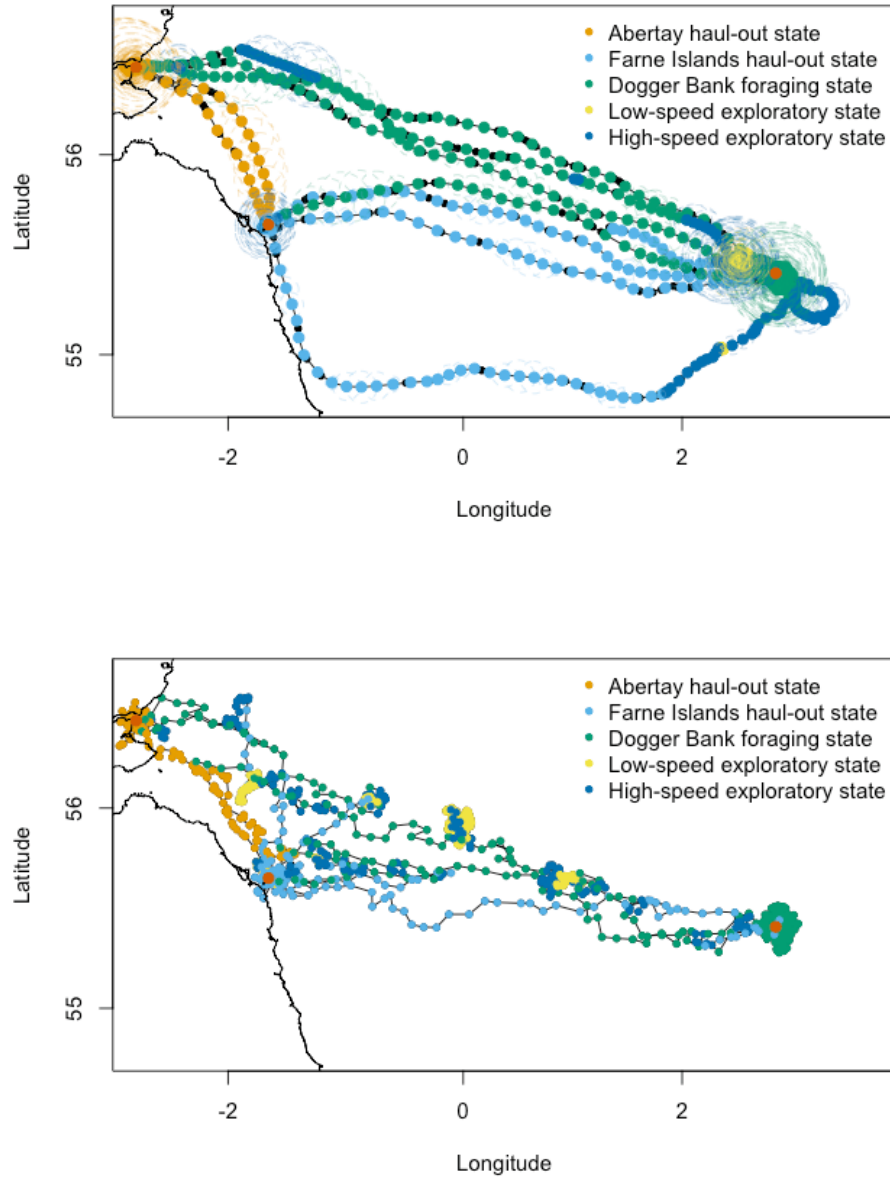 Abertay haul-out state
Farne Islands haul-out state
Dogger Bank foraging state
Low-speed exploratory state
High-speed exploratory state
56
55
Latitude
-2
0
2
Longitude
Abertay haul-out state
Farne Islands haul-out state
Dogger Bank foraging state
Low-speed exploratory state
High-speed exploratory state
56
55
Latitude
-2
0
2
Longitude